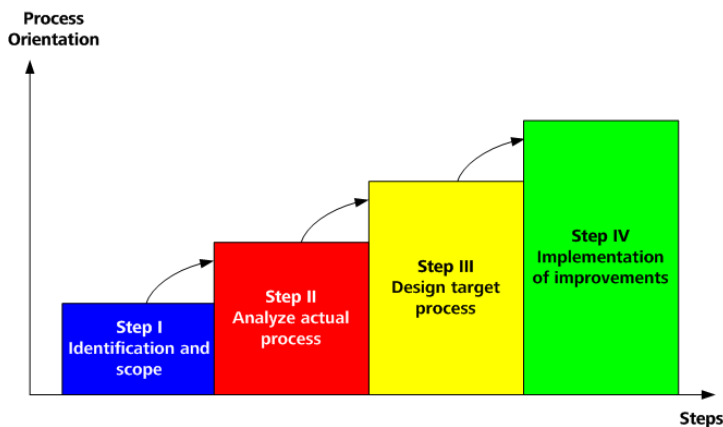 Process
Orientation
Step I
Identification and
scope
Step II
Analyze actual
process
Step III
Design target
process
Step IV
Implementation
of improvements
Steps